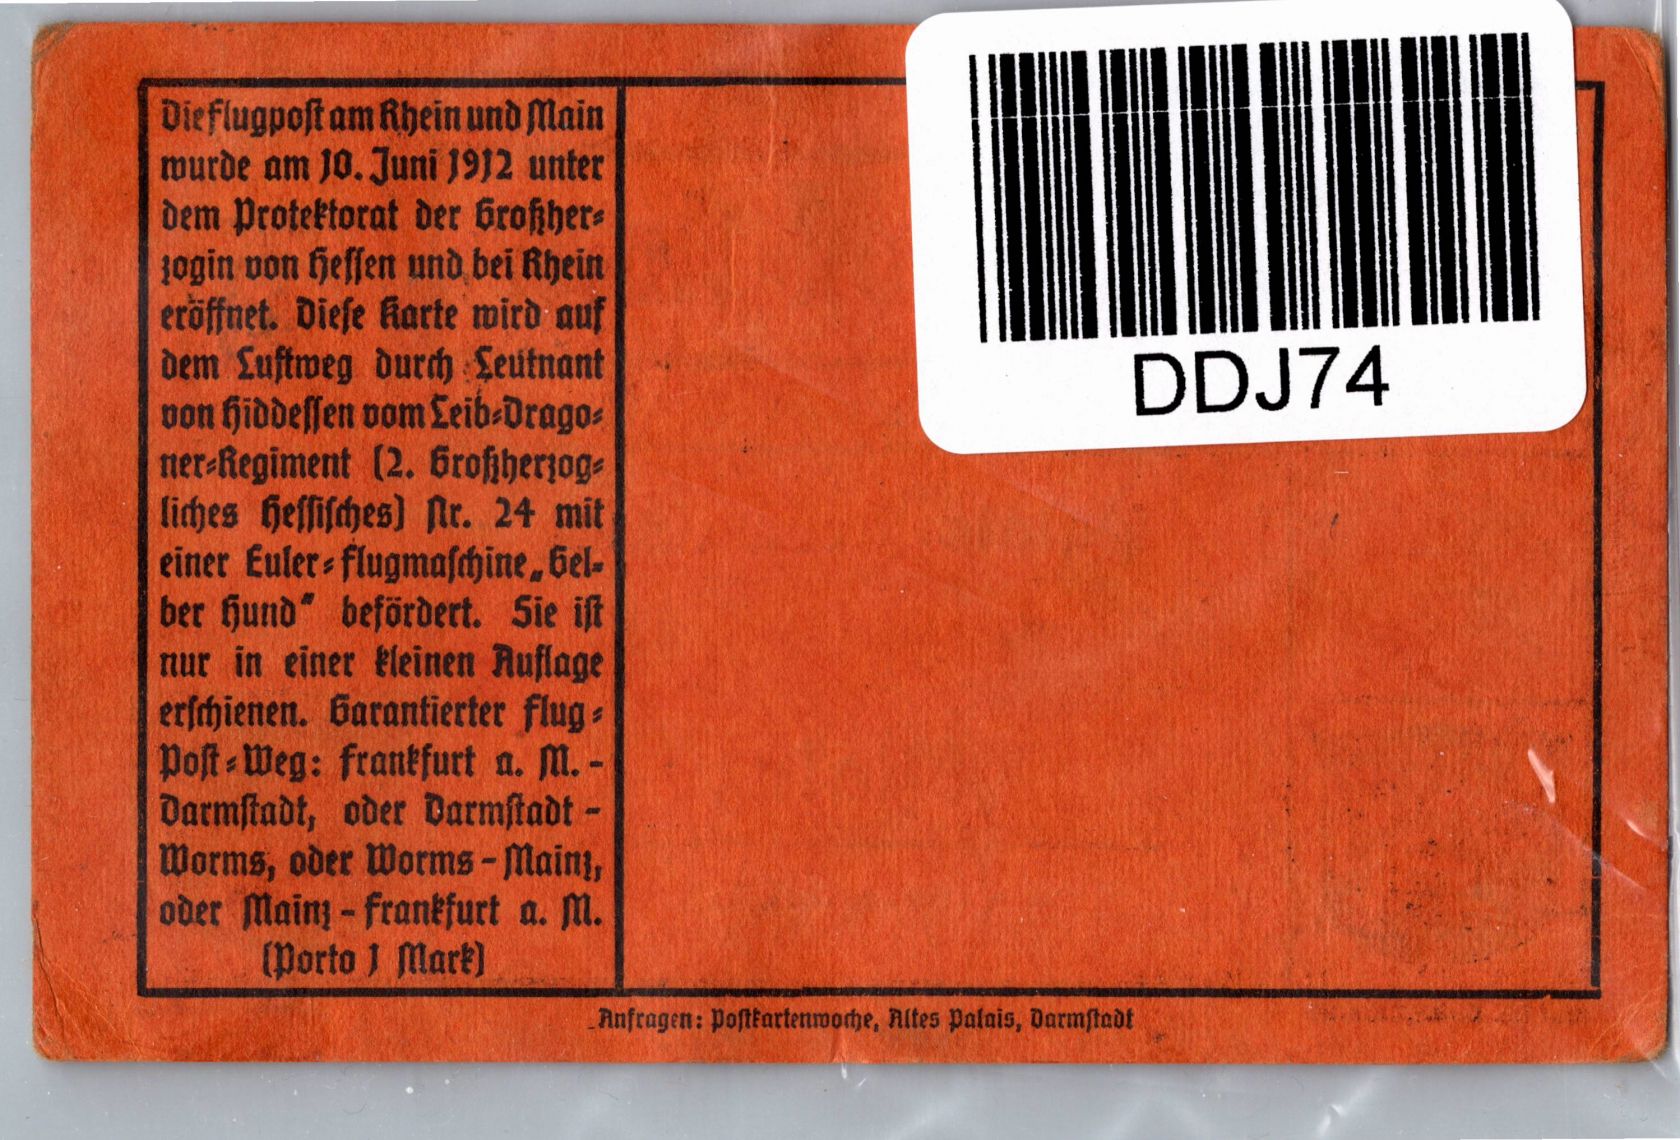 Die Flugpost am Rhein und Main
wurde am 10. Juni 1912 unter
dem Protektorat der Großher-
zogin von Hessen und bei Rhein
eröffnet. Diese Karte wird auf
dem Luftweg durch Leutnant
von Hiddessen vom Leib-Drago-
ner-Regiment (2. Großherzog-
liches Hessisches) Nr. 24 mit
einer Euler-Flugmaschine „Gel-
ber Hund“ befördert. Sie ist
nur in einer kleinen Auflage
erschienen. Garantierter Flug-
Post-Weg: Frankfurt a. M. -
Darmstadt, oder Darmstadt -
Worms, oder Worms - Mainz,
oder Mainz - Frankfurt a. M.
(Porto 1 Mark)
Anfragen: Postkartenwoche, Altes Palais, Darmstadt
DDJ74